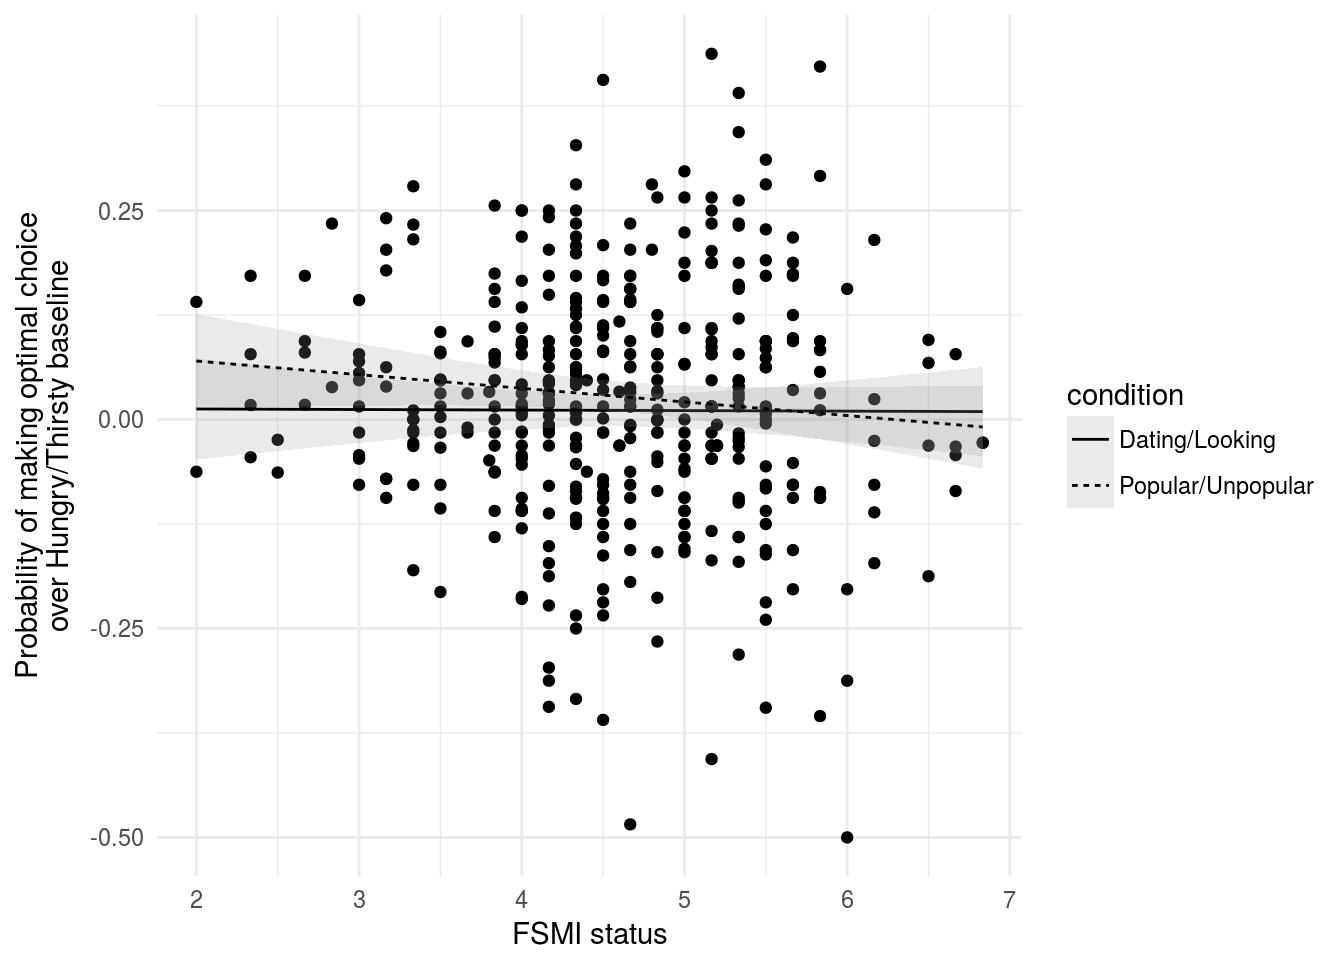 Probability of making optimal choice
over Hungry/Thirsty baseline
0.25
0.00
-0.25
-0.50
2 3 4 5 6 7
FSMI status
condition
Dating/Looking
Popular/Unpopular